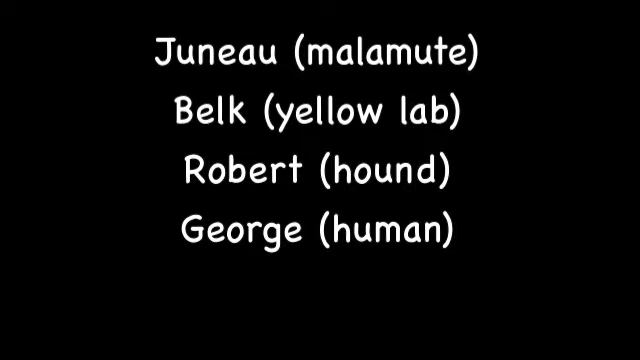 Juneau (malamute)
Belk (yellow lab)
Robert (hound)
George (human)